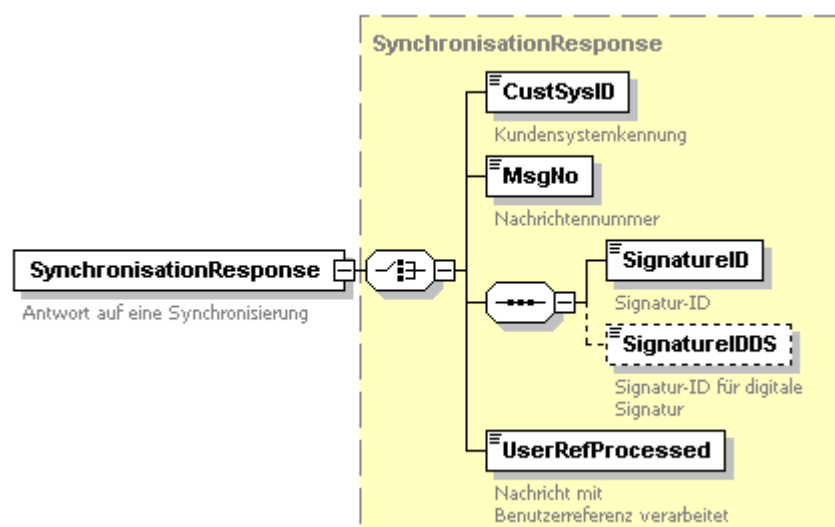 SynchronisationResponse
CustSysID
Kundensystemkennung
MsgNo
Nachrichtennummer
SynchronisationResponse
Antwort auf eine Synchronisierung
SignatureID
Signatur-ID
SignatureIDDS
Signatur-ID für digitale
Signatur
UserRefProcessed
Nachricht mit
Benutzerreferenz verarbeitet